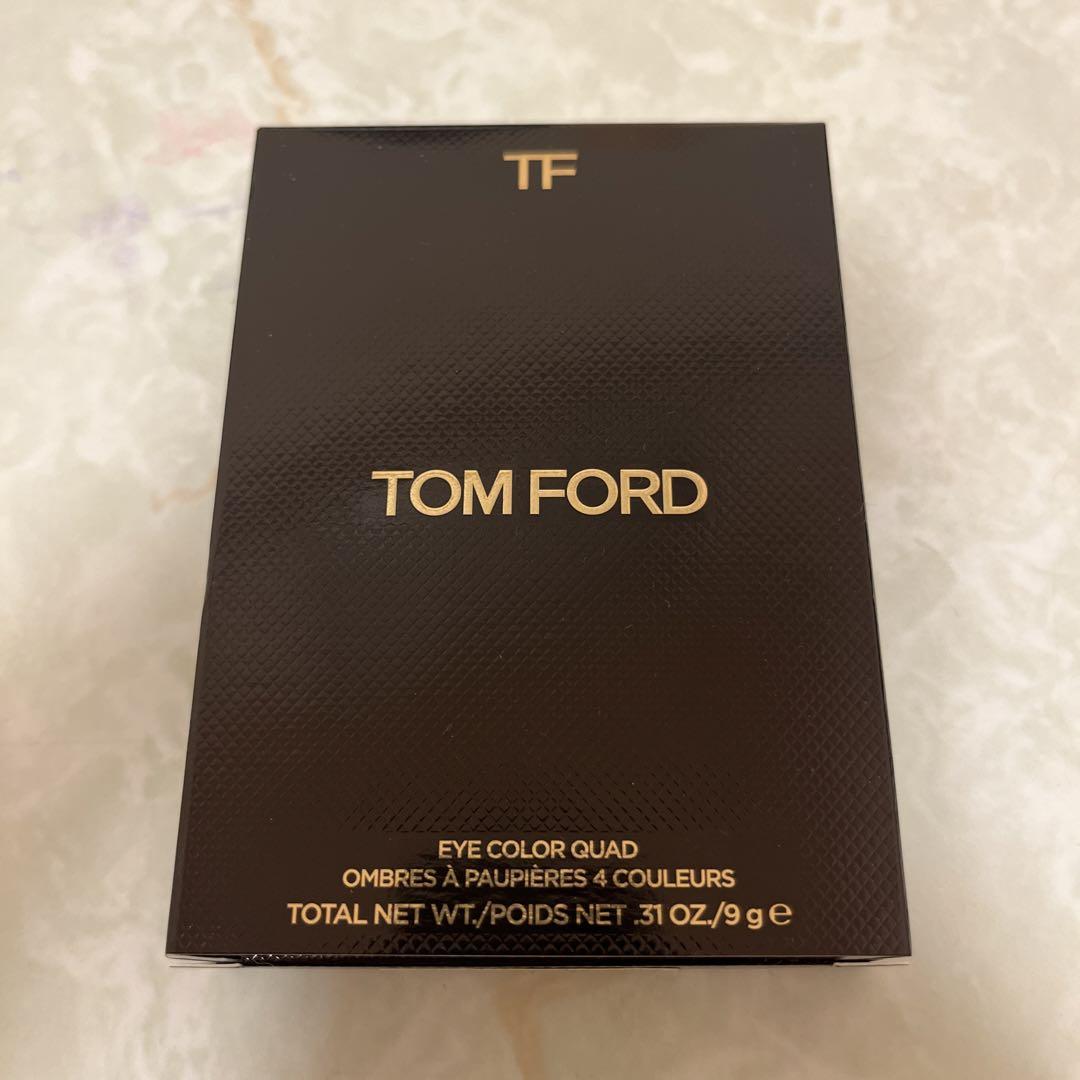 TF
TOM FORD
EYE COLOR QUAD
OMBRES À PAUPIÈRES 4 COULEURS
TOTAL NET WT./POIDS NET .31 OZ./9 g ℮